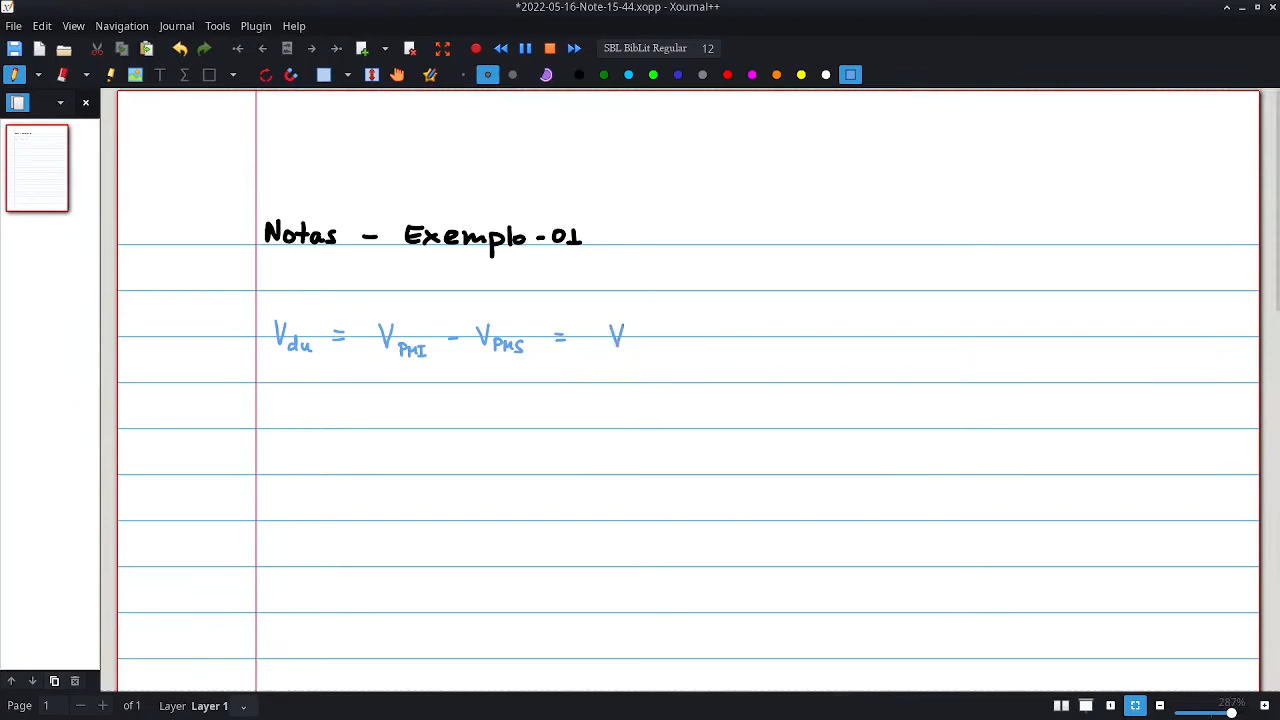 *2022-05-16-Note-15-44.xopp - Xournal++
File Edit View Navigation Journal Tools Plugin Help
SBL BibLit Regular 12
Notas - Exemplo-01
Vdu = VPMI - VPMS = V
Page 1 of 1 Layer Layer 1 287%